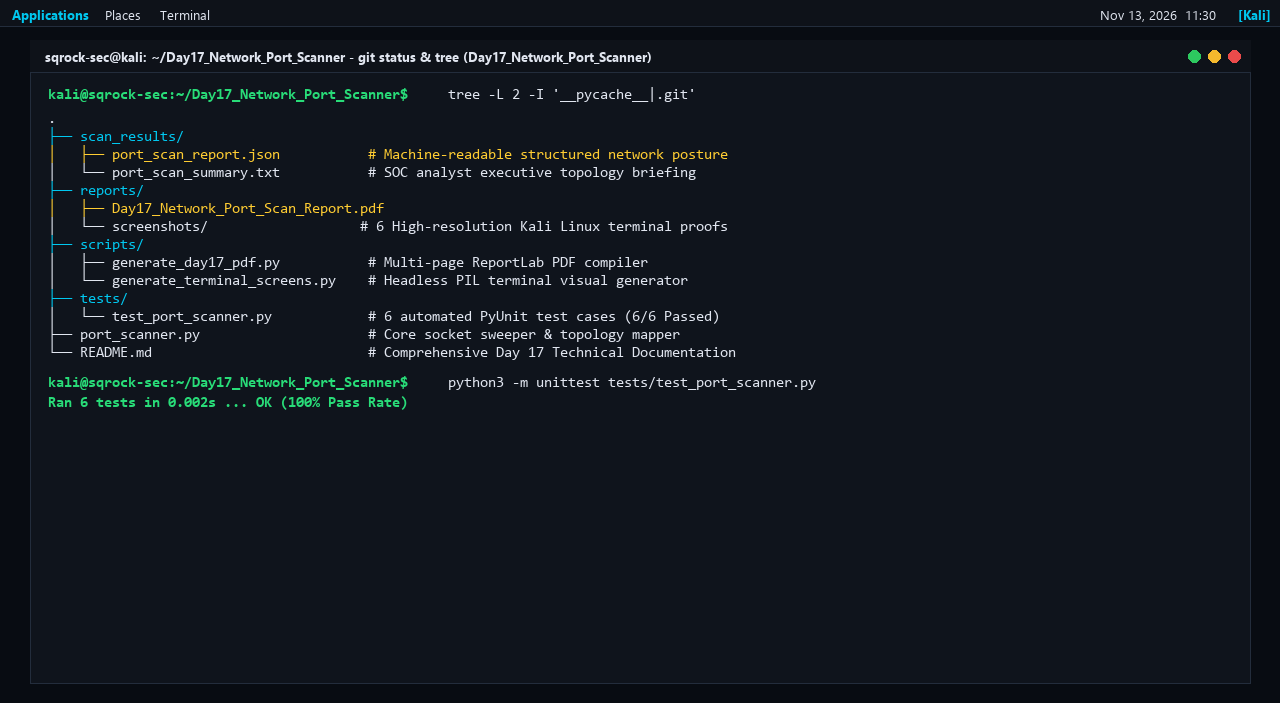 Applications Places Terminal Nov 13, 2026 11:30 [Kali]
sqrock-sec@kali: ~/Day17_Network_Port_Scanner - git status & tree (Day17_Network_Port_Scanner)
kali@sqrock-sec:~/Day17_Network_Port_Scanner$ tree -L 2 -I '__pycache__|.git'
.
├── scan_results/
│   ├── port_scan_report.json           # Machine-readable structured network posture
│   └── port_scan_summary.txt           # SOC analyst executive topology briefing
├── reports/
│   ├── Day17_Network_Port_Scan_Report.pdf
│   └── screenshots/                   # 6 High-resolution Kali Linux terminal proofs
├── scripts/
│   ├── generate_day17_pdf.py           # Multi-page ReportLab PDF compiler
│   └── generate_terminal_screens.py    # Headless PIL terminal visual generator
├── tests/
│   └── test_port_scanner.py            # 6 automated PyUnit test cases (6/6 Passed)
├── port_scanner.py                     # Core socket sweeper & topology mapper
└── README.md                           # Comprehensive Day 17 Technical Documentation
kali@sqrock-sec:~/Day17_Network_Port_Scanner$ python3 -m unittest tests/test_port_scanner.py
Ran 6 tests in 0.002s ... OK (100% Pass Rate)